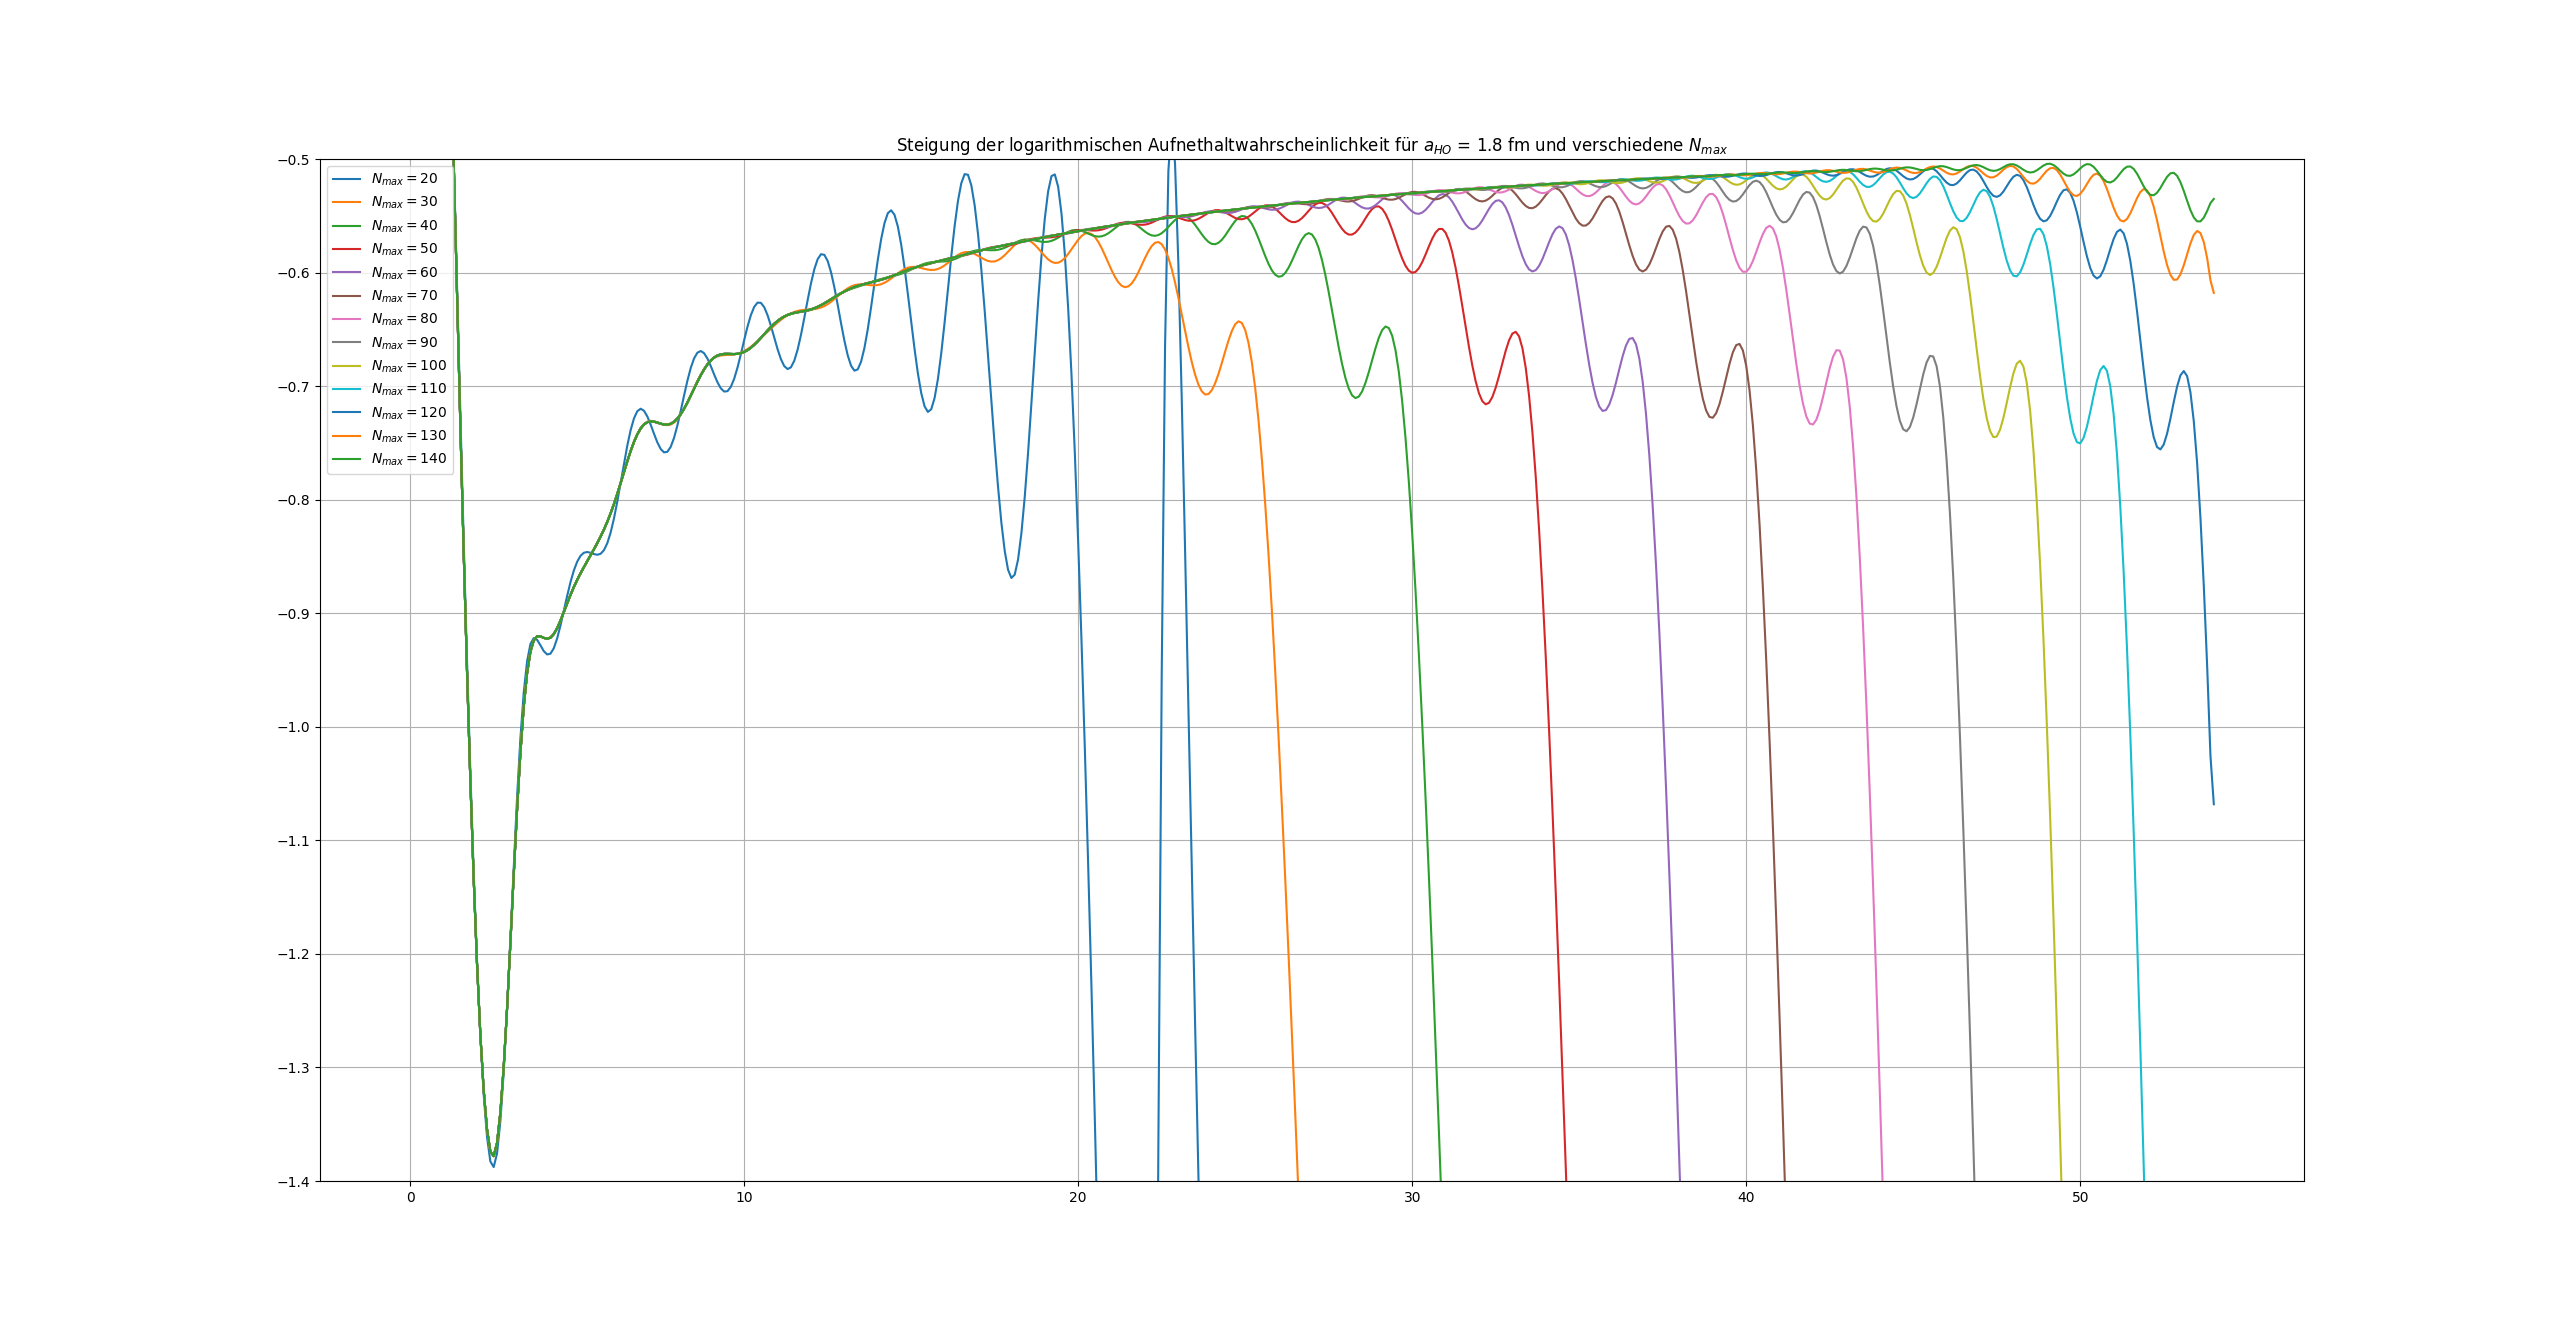 Steigung der logarithmischen Aufnethaltwahrscheinlichkeit für a_HO = 1.8 fm und verschiedene N_max
−0.5
−0.6
−0.7
−0.8
−0.9
−1.0
−1.1
−1.2
−1.3
−1.4
N_max = 20
N_max = 30
N_max = 40
N_max = 50
N_max = 60
N_max = 70
N_max = 80
N_max = 90
N_max = 100
N_max = 110
N_max = 120
N_max = 130
N_max = 140
0 10 20 30 40 50